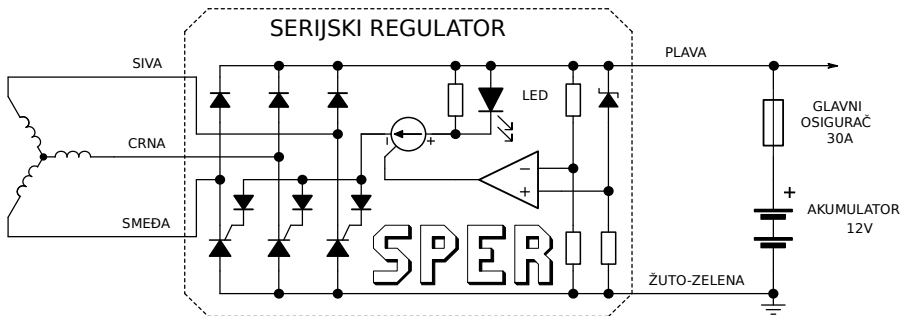 SERIJSKI REGULATOR
SIVA
PLAVA
LED
GLAVNI
OSIGURAČ
30A
CRNA
- +
−
+
+
AKUMULATOR
12V
SMEĐA
SPER
ŽUTO-ZELENA